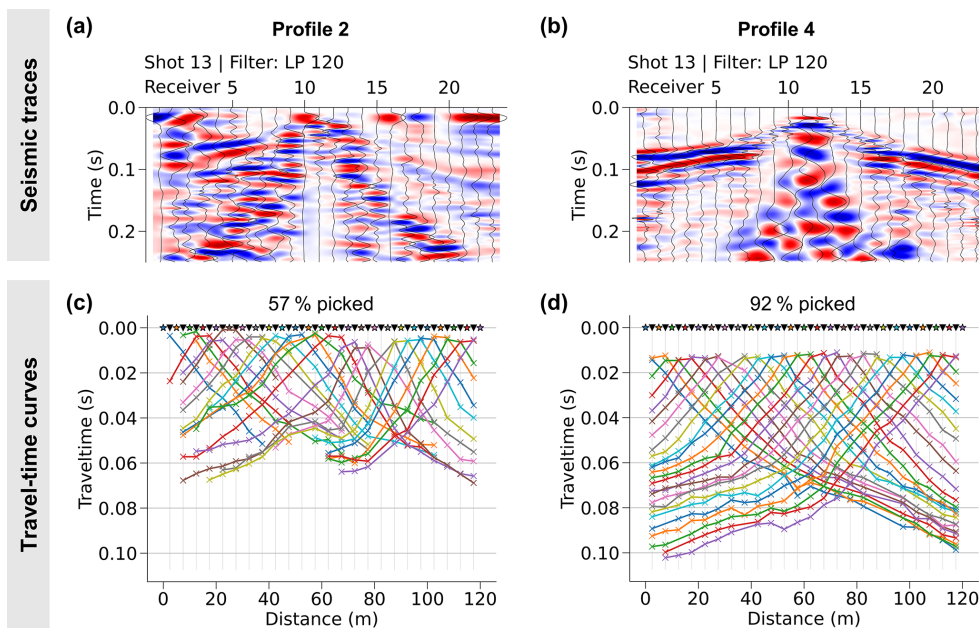 Seismic traces
(a)
Profile 2
Shot 13 | Filter: LP 120
Receiver 5 10 15 20
0.0
0.1
0.2
Time (s)
(b)
Profile 4
Shot 13 | Filter: LP 120
Receiver 5 10 15 20
0.0
0.1
0.2
Time (s)
Travel-time curves
(c)
57 % picked
0.00
0.02
0.04
0.06
0.08
0.10
Traveltime (s)
0 20 40 60 80 100 120
Distance (m)
(d)
92 % picked
0.00
0.02
0.04
0.06
0.08
0.10
Traveltime (s)
0 20 40 60 80 100 120
Distance (m)